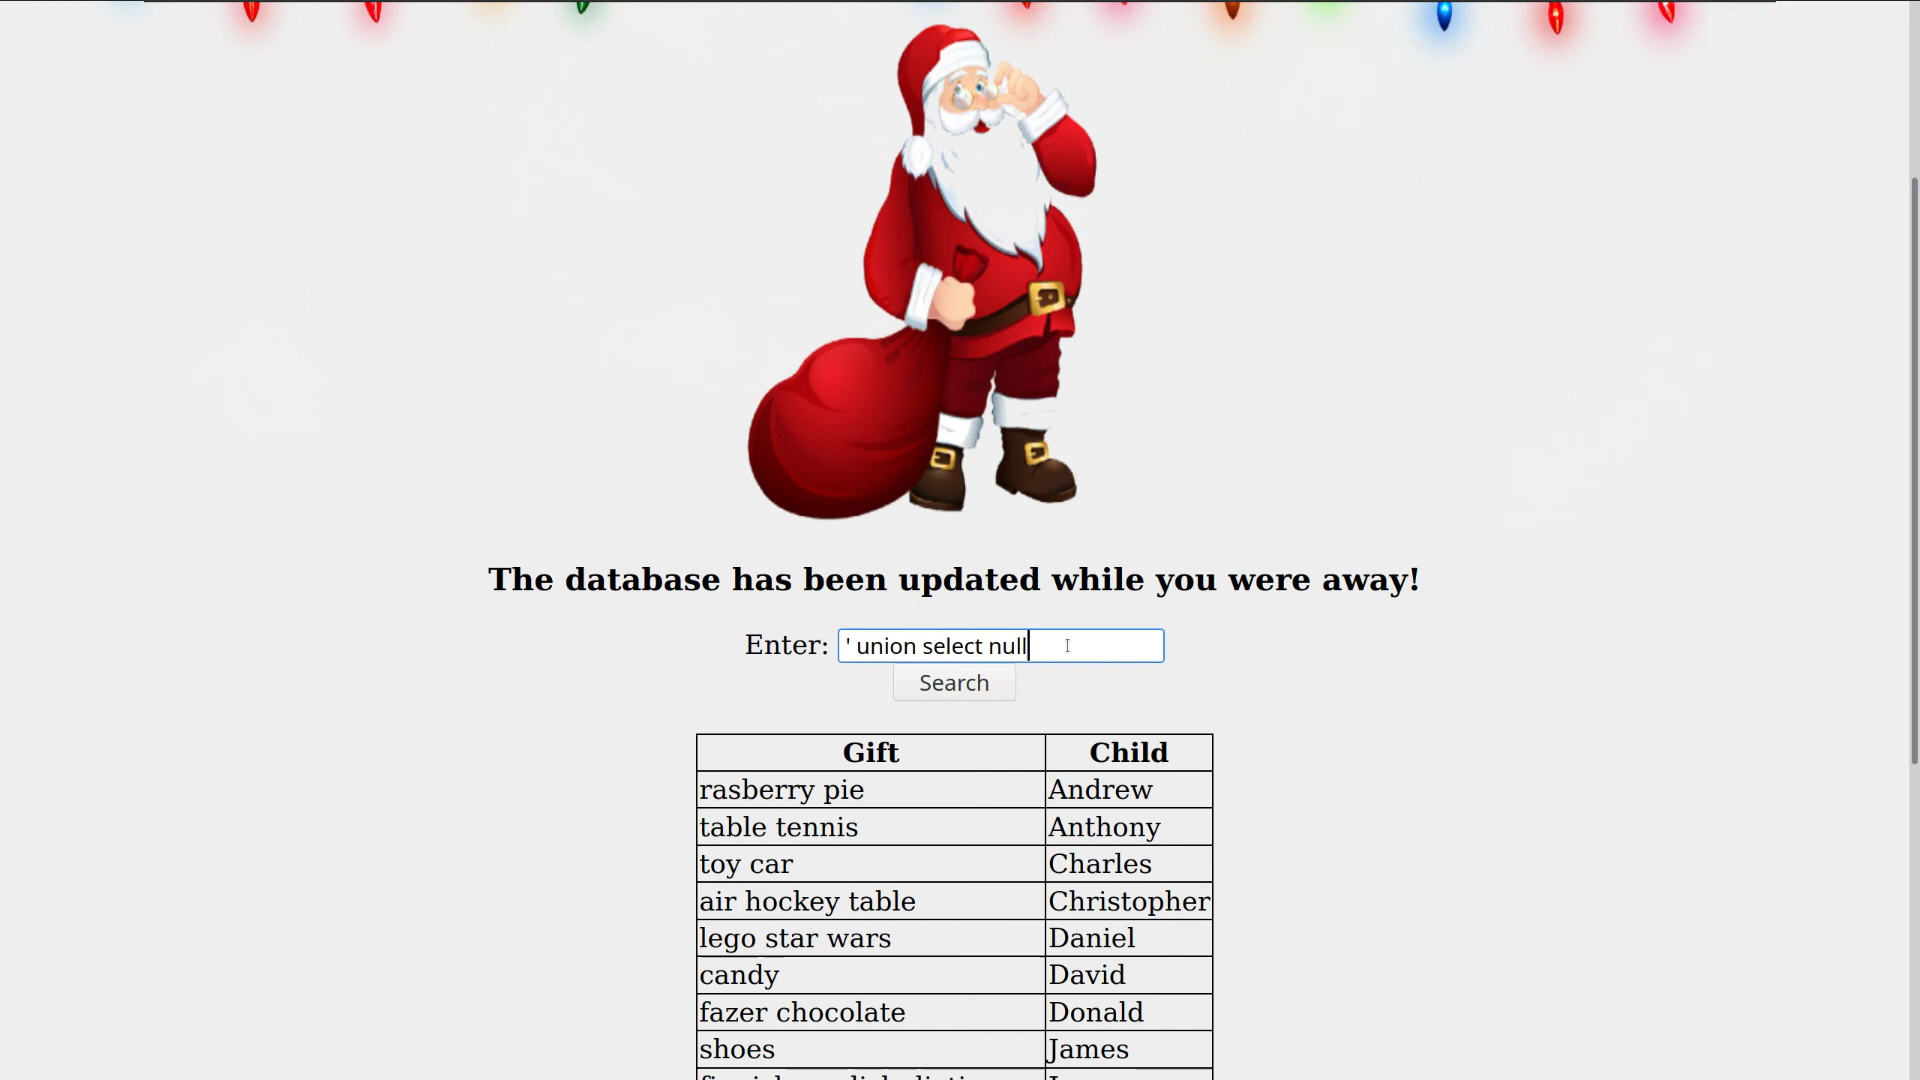 The database has been updated while you were away!
Enter: ' union select null
Search
Gift Child
rasberry pie Andrew
table tennis Anthony
toy car Charles
air hockey table Christopher
lego star wars Daniel
candy David
fazer chocolate Donald
shoes James